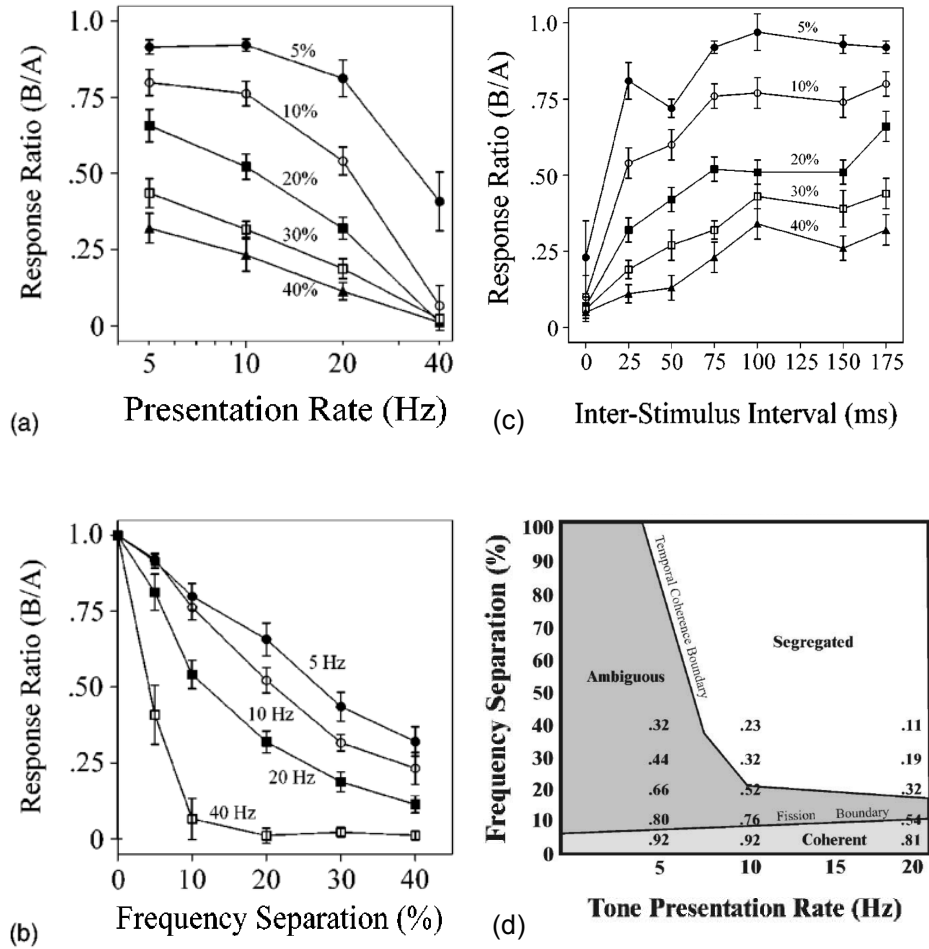 1.0
.75
.50
.25
0
Response Ratio (B/A)
5%
10%
20%
30%
40%
5 10 20 40
Presentation Rate (Hz)
(a)
1.0
.75
.50
.25
0
Response Ratio (B/A)
5%
10%
20%
30%
40%
0 25 50 75 100 125 150 175
Inter-Stimulus Interval (ms)
(c)
1.0
.75
.50
.25
0
Response Ratio (B/A)
5 Hz
10 Hz
20 Hz
40 Hz
0 10 20 30 40
Frequency Separation (%)
(b)
100
90
80
70
60
50
40
30
20
10
0
Frequency Separation (%)
Temporal Coherence Boundary
Segregated
Ambiguous
.32 .23 .11
.44 .32 .19
.66 .52 .32
.80 .76 Fission Boundary .54
.92 .92 Coherent .81
5 10 15 20
Tone Presentation Rate (Hz)
(d)